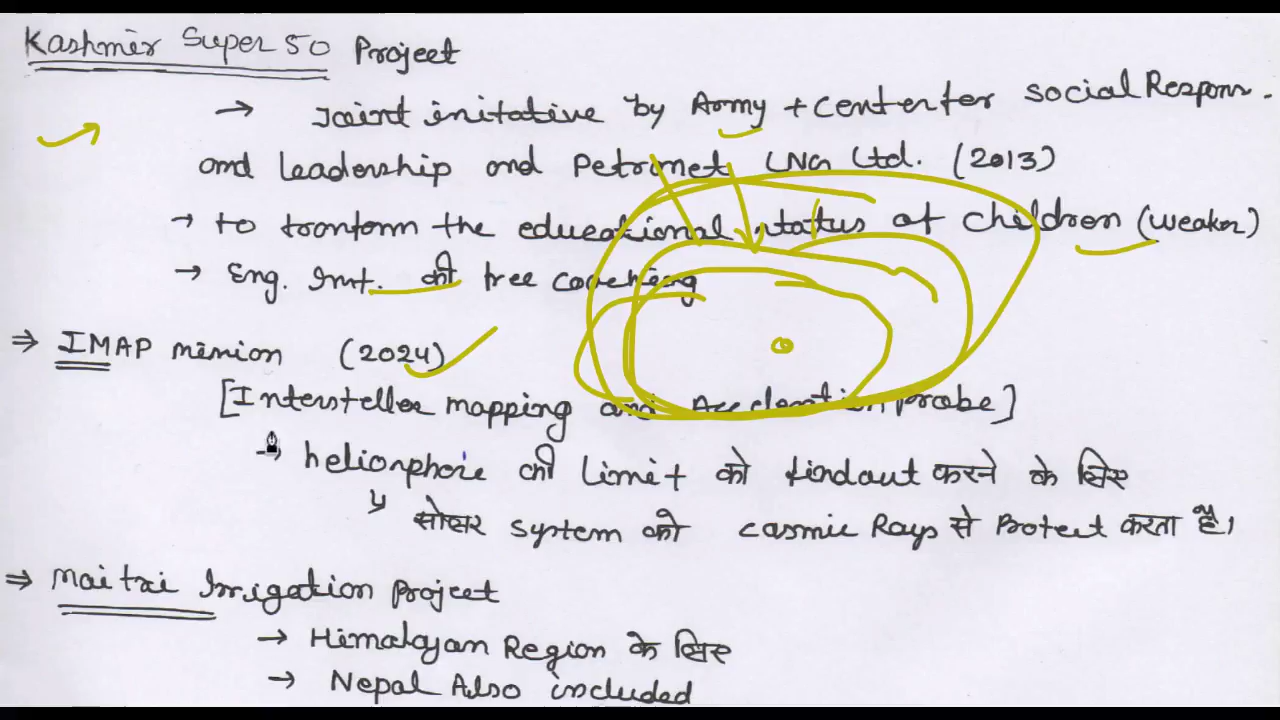 Kashmir Super 50 Project
→ Joint initative by Army + Center for social Respons.
and leadership and Petronet LNG Ltd. (2013)
→ to tranform the educational status of children (weaker)
→ Eng. Inst. की free coaching
⇒ IMAP mission (2024)
[Interstellar mapping and Acceleration probe]
→ heliosphore की limit को findout करने के लिए
↳ सोलर system को cosmic Rays से Protect करता है।
⇒ Maitri Irrigation project
→ Himalayan Region के लिए
→ Nepal Also included